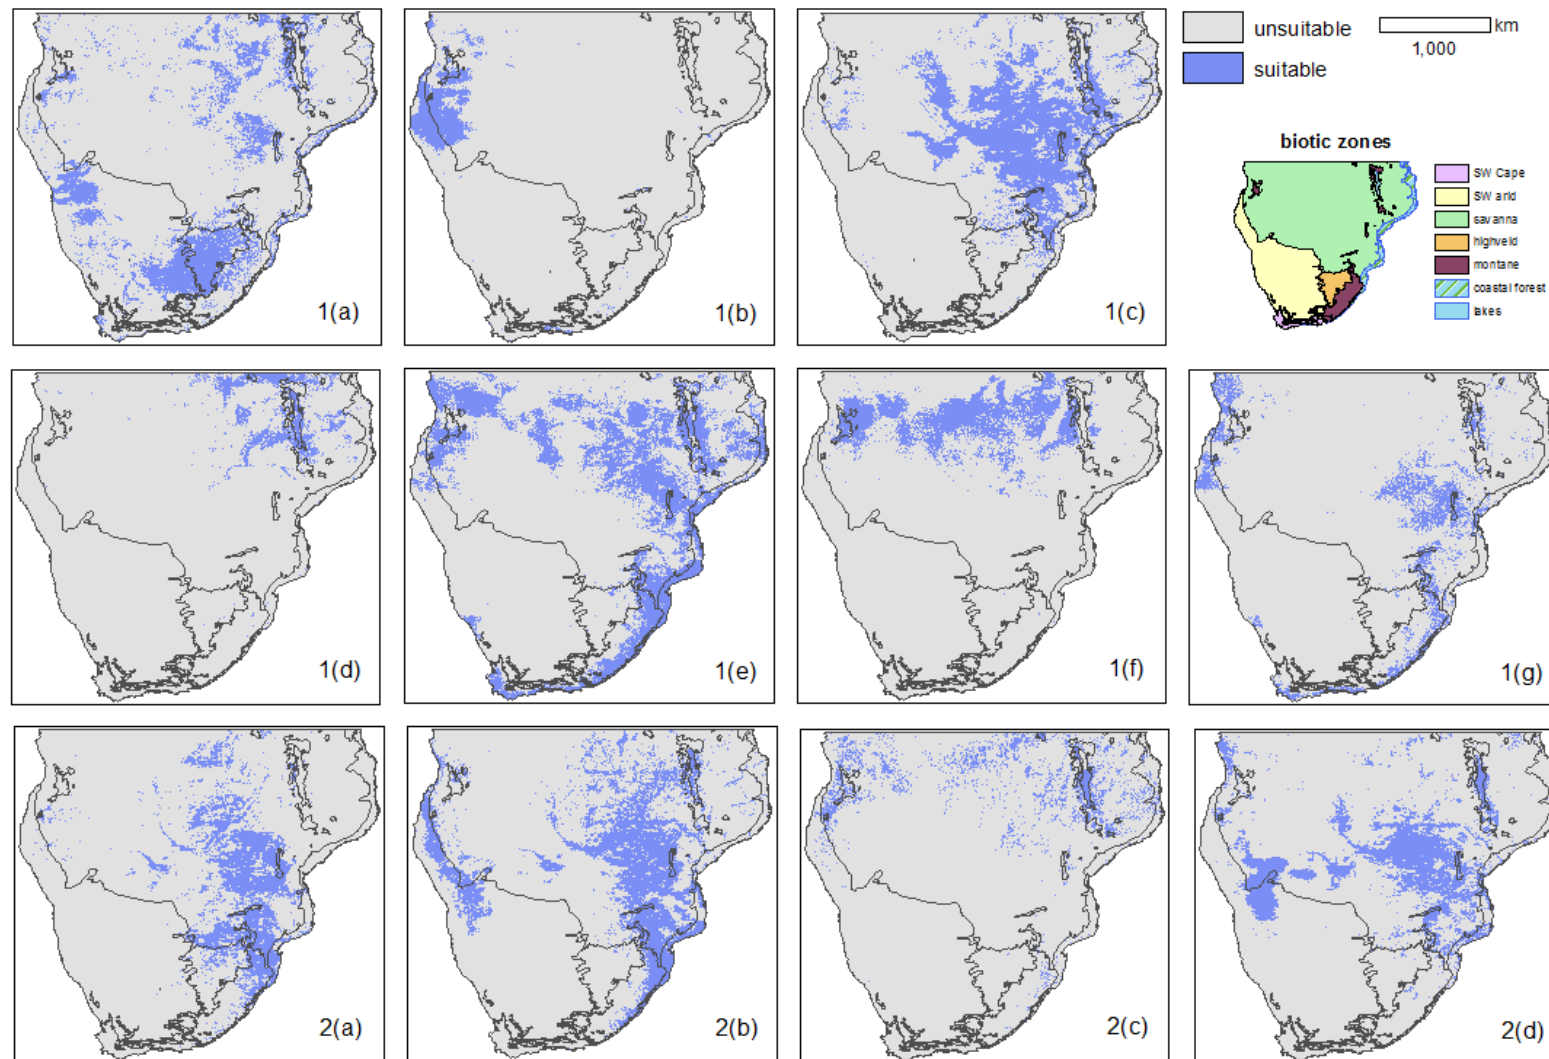 unsuitable
km
1,000
suitable
biotic zones
SW Cape
SW arid
savanna
highveld
montane
coastal forest
lakes
1(a)
1(b)
1(c)
1(d)
1(e)
1(f)
1(g)
2(a)
2(b)
2(c)
2(d)